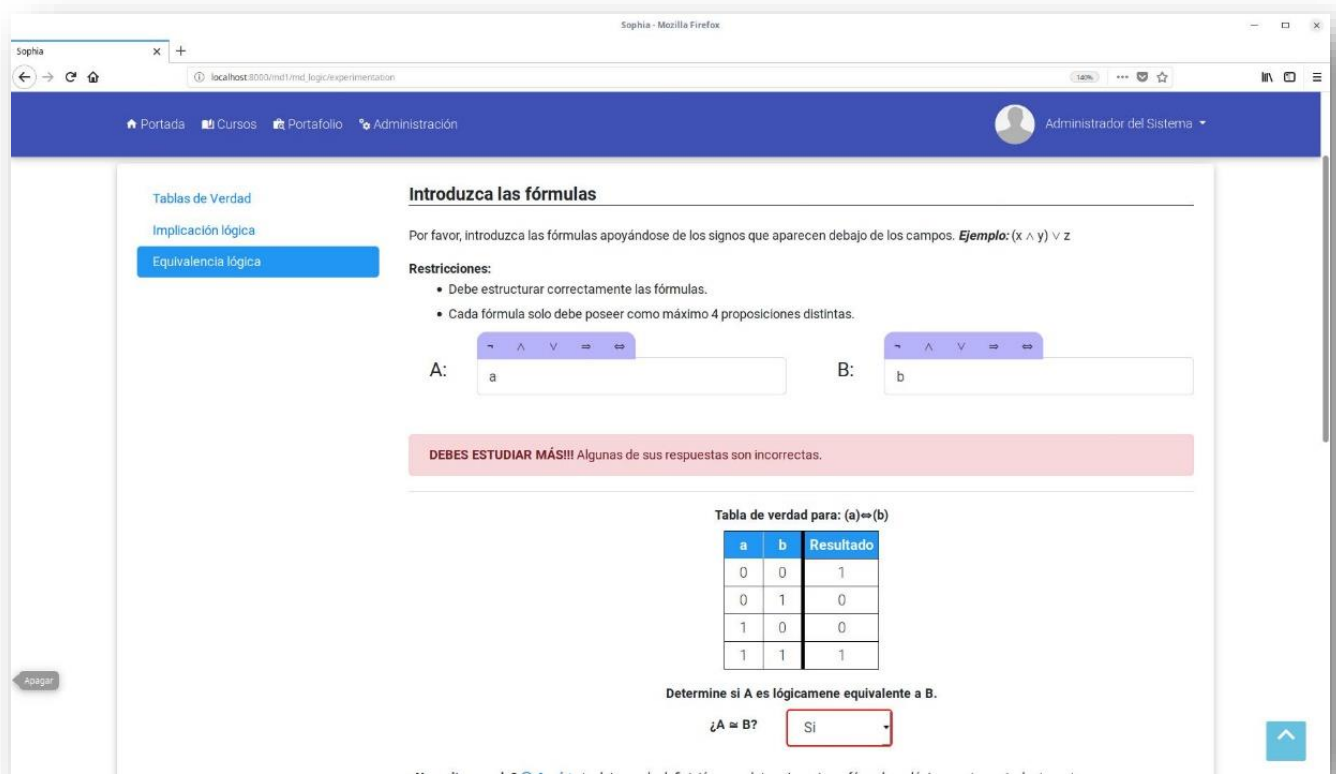 Sophia - Mozilla Firefox
Sophia
localhost:8000/md1/md_logic/experimentation
140%
Portada Cursos Portafolio Administración
Administrador del Sistema
Tablas de Verdad
Implicación lógica
Equivalencia lógica
Introduzca las fórmulas
Por favor, introduzca las fórmulas apoyándose de los signos que aparecen debajo de los campos. Ejemplo: (x ∧ y) ∨ z
Restricciones:
• Debe estructurar correctamente las fórmulas.
• Cada fórmula solo debe poseer como máximo 4 proposiciones distintas.
¬ ∧ ∨ ⇒ ⇔
A: a
¬ ∧ ∨ ⇒ ⇔
B: b
DEBES ESTUDIAR MÁS!!! Algunas de sus respuestas son incorrectas.
Tabla de verdad para: (a)⇔(b)
a b Resultado
0 0 1
0 1 0
1 0 0
1 1 1
Apagar
Determine si A es lógicamene equivalente a B.
¿A ≅ B? Si